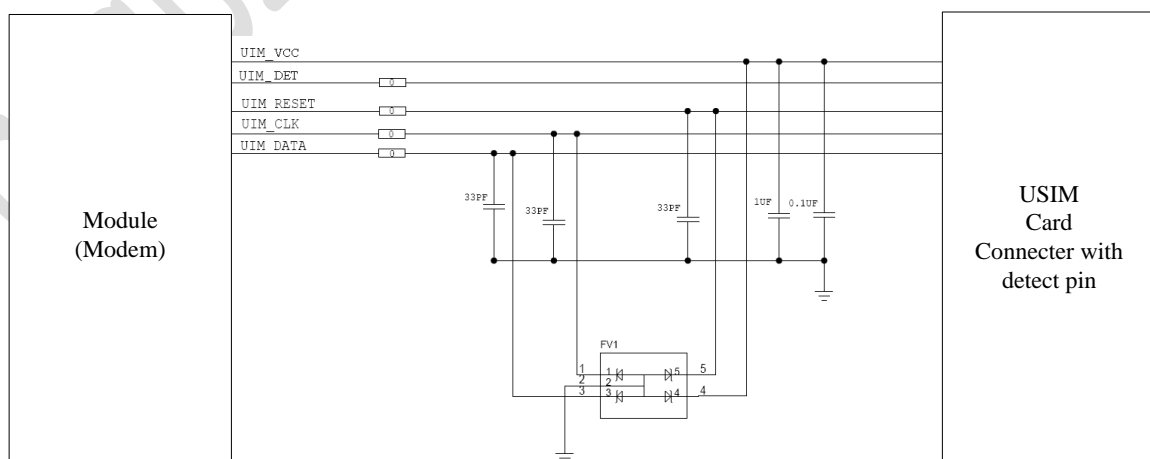 UIM_VCC
UIM_DET
0
UIM RESET
0
UIM_CLK
0
UIM DATA
0
Module
(Modem)
33PF
33PF
33PF
1UF
0.1UF
USIM
Card
Connecter with
detect pin
FV1
1 1 5 5
2 2
3 3 4 4